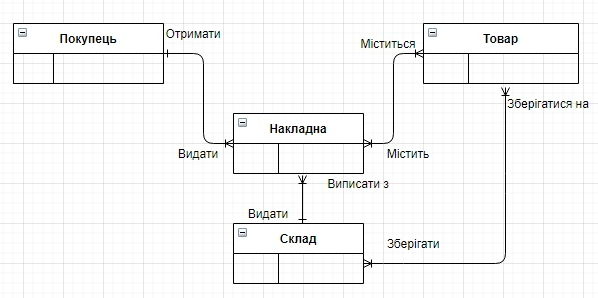 Отримати
Покупець
Товар
Міститься
Зберігатися на
Накладна
Видати
Містить
Виписати з
Видати
Склад
Зберігати